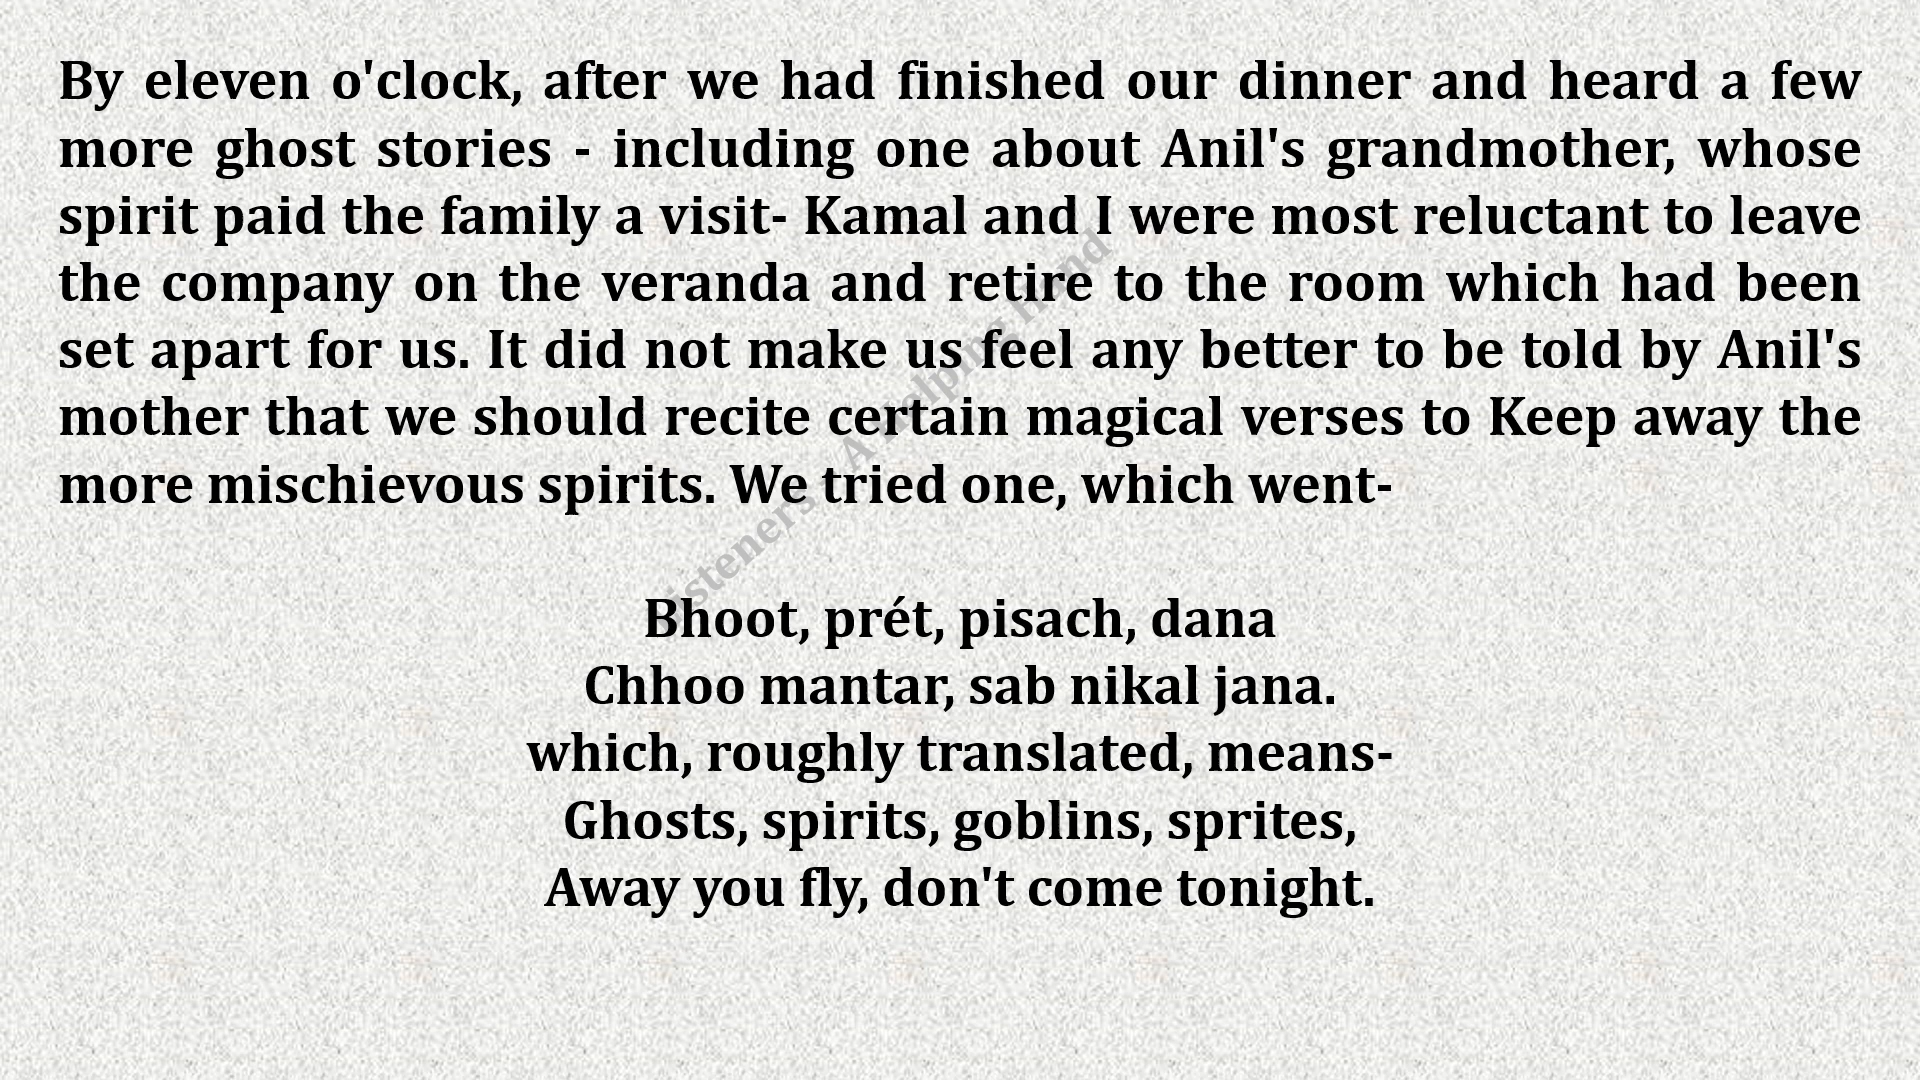 By eleven o'clock, after we had finished our dinner and heard a few
more ghost stories - including one about Anil's grandmother, whose
spirit paid the family a visit- Kamal and I were most reluctant to leave
the company on the veranda and retire to the room which had been
set apart for us. It did not make us feel any better to be told by Anil's
mother that we should recite certain magical verses to Keep away the
more mischievous spirits. We tried one, which went-
Bhoot, prét, pisach, dana
Chhoo mantar, sab nikal jana.
which, roughly translated, means-
Ghosts, spirits, goblins, sprites,
Away you fly, don't come tonight.
A Helping hand